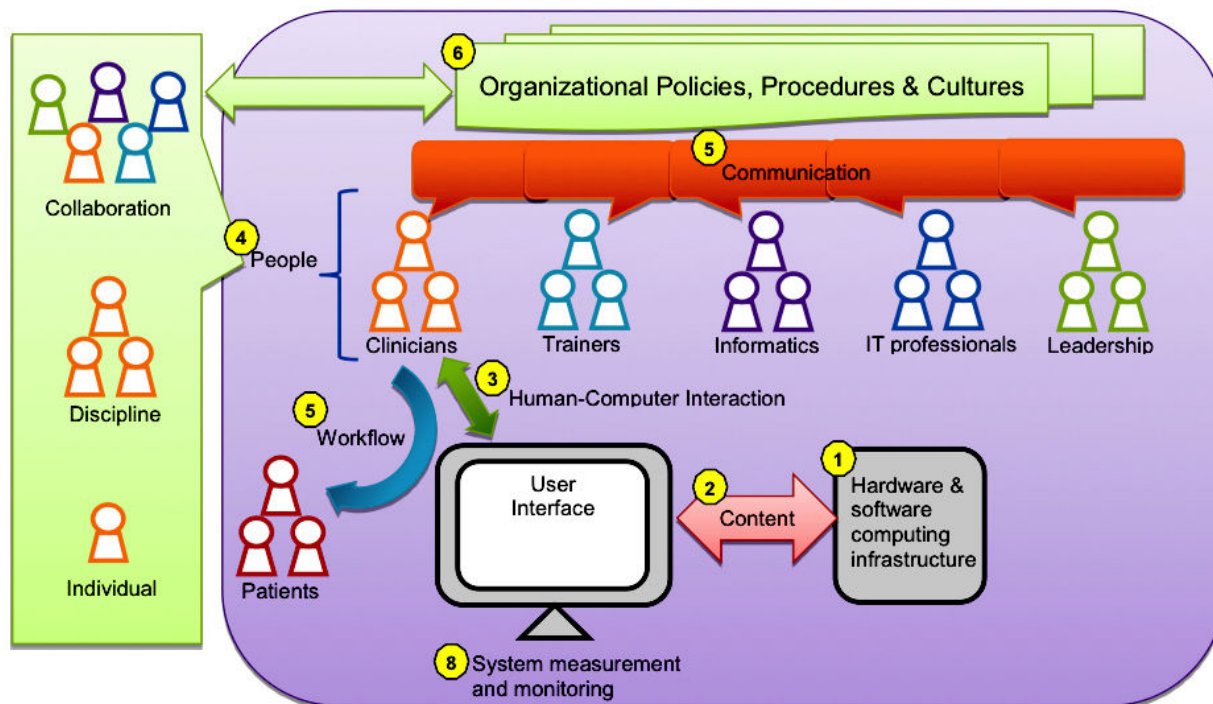 6
Organizational Policies, Procedures & Cultures
5
Communication
Collaboration
4
People
Clinicians
Trainers
Informatics
IT professionals
Leadership
Discipline
3
Human-Computer Interaction
5
Workflow
User
Interface
2
Content
1
Hardware &
software
computing
infrastructure
Individual
Patients
8
System measurement
and monitoring